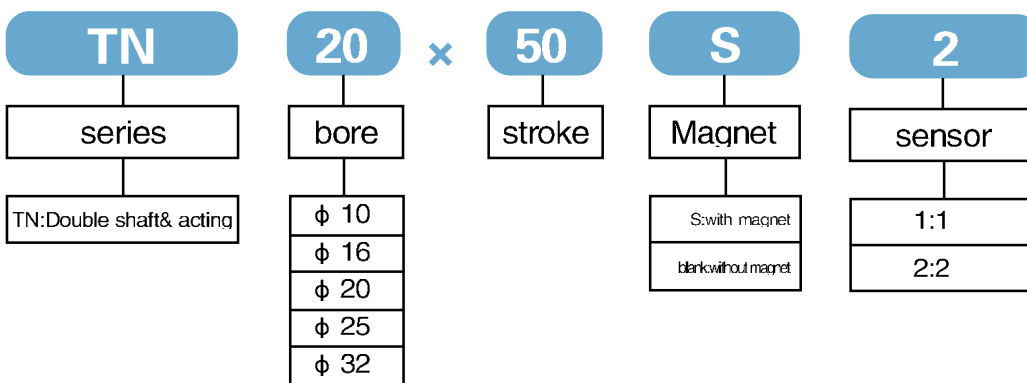 TN 20 × 50 S 2
series bore stroke Magnet sensor
TN:Double shaft& acting
ϕ 10
ϕ 16
ϕ 20
ϕ 25
ϕ 32
S:with magnet
blank:without magnet
1:1
2:2